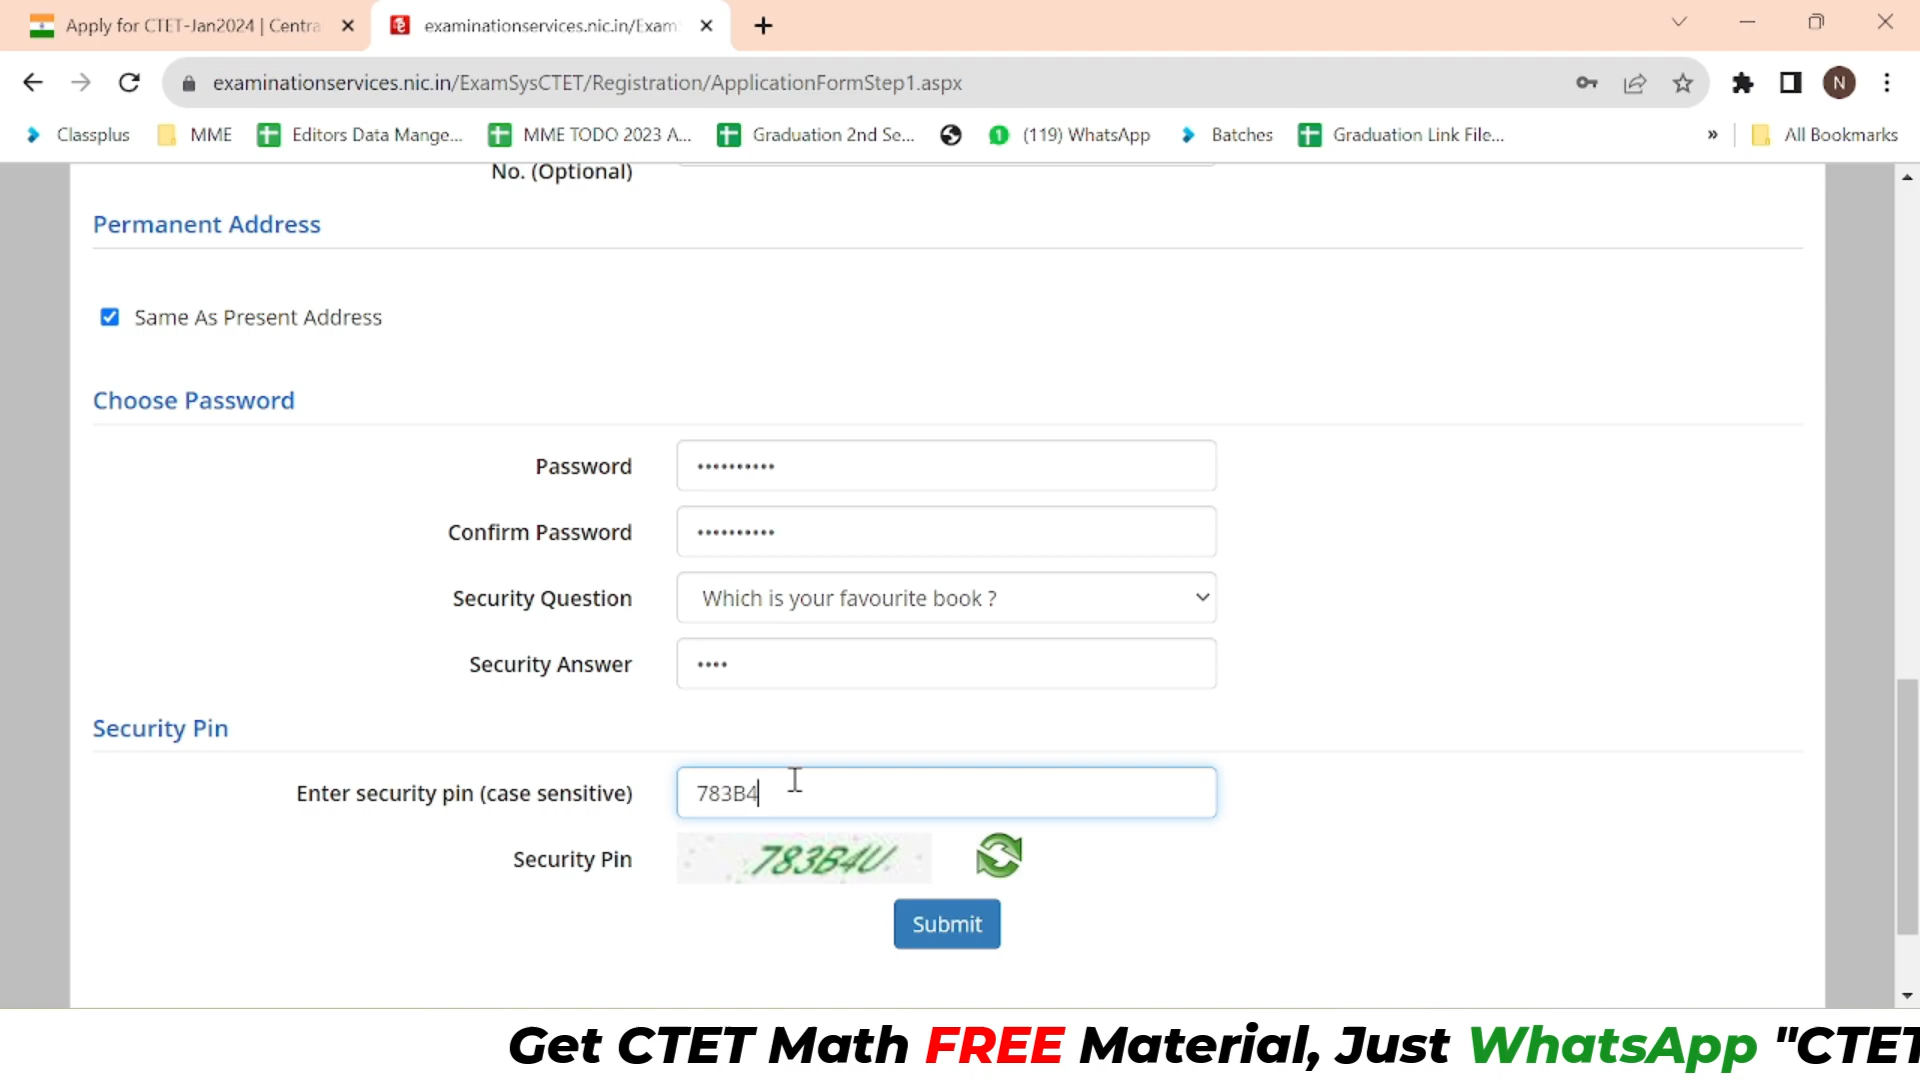 Apply for CTET-Jan2024 | Centra
examinationservices.nic.in/Exam
examinationservices.nic.in/ExamSysCTET/Registration/ApplicationFormStep1.aspx
N
Classplus MME Editors Data Mange... MME TODO 2023 A... Graduation 2nd Se... (119) WhatsApp Batches Graduation Link File... » All Bookmarks
No. (Optional)
Permanent Address
Same As Present Address
Choose Password
Password ••••••••••
Confirm Password ••••••••••
Security Question Which is your favourite book ?
Security Answer ••••
Security Pin
Enter security pin (case sensitive) 783B4
Security Pin 783B4U
Submit
Get CTET Math FREE Material, Just WhatsApp "CTET